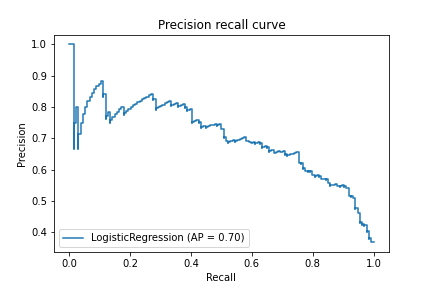 Precision recall curve
1.0
0.9
0.8
0.7
0.6
0.5
0.4
Precision
LogisticRegression (AP = 0.70)
0.0 0.2 0.4 0.6 0.8 1.0
Recall